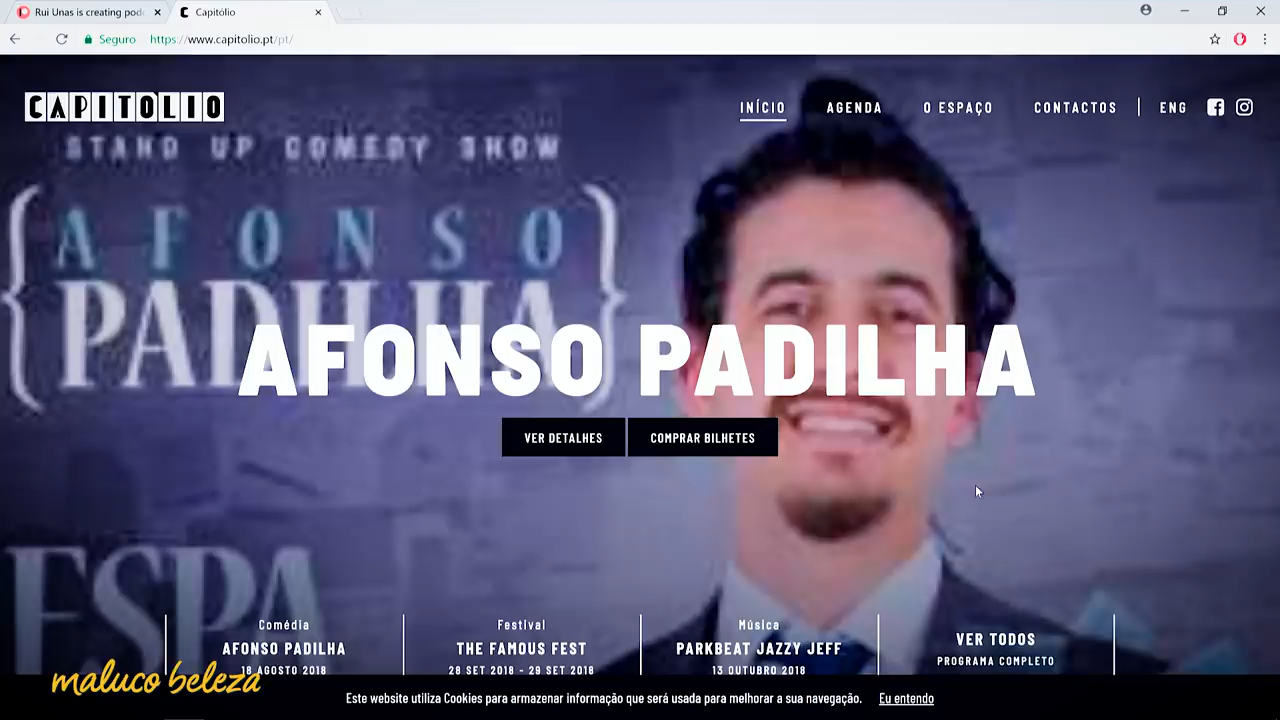 Rui Unas is creating pod
Capitólio
Seguro
https://www.capitolio.pt/pt/
CAPITOLIO
INÍCIO
AGENDA
O ESPAÇO
CONTACTOS
ENG
STAND UP COMEDY SHOW
AFONSO
PADILHA
AFONSO PADILHA
VER DETALHES
COMPRAR BILHETES
ESPA
Comédia
AFONSO PADILHA
18 AGOSTO 2018
Festival
THE FAMOUS FEST
28 SET 2018 - 29 SET 2018
Música
PARKBEAT JAZZY JEFF
13 OUTUBRO 2018
VER TODOS
PROGRAMA COMPLETO
maluco beleza
Este website utiliza Cookies para armazenar informação que será usada para melhorar a sua navegação.
Eu entendo